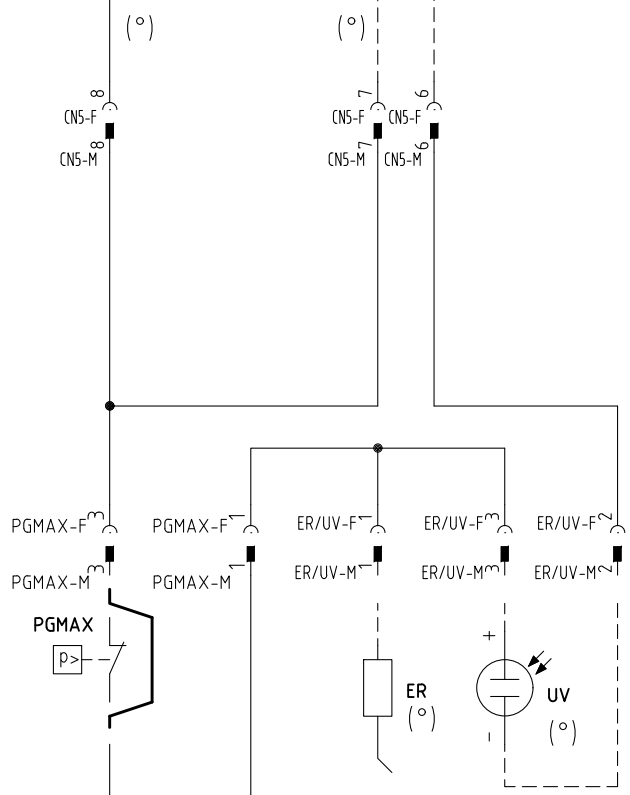 (°) (°)
8 7 6
CN5-F CN5-F CN5-F
8 7 6
CN5-M CN5-M CN5-M
3 1 1 3 2
PGMAX-F PGMAX-F ER/UV-F ER/UV-F ER/UV-F
3 1 1 3 2
PGMAX-M PGMAX-M ER/UV-M ER/UV-M ER/UV-M
PGMAX
+
p>
ER
UV
(°)
-
(°)